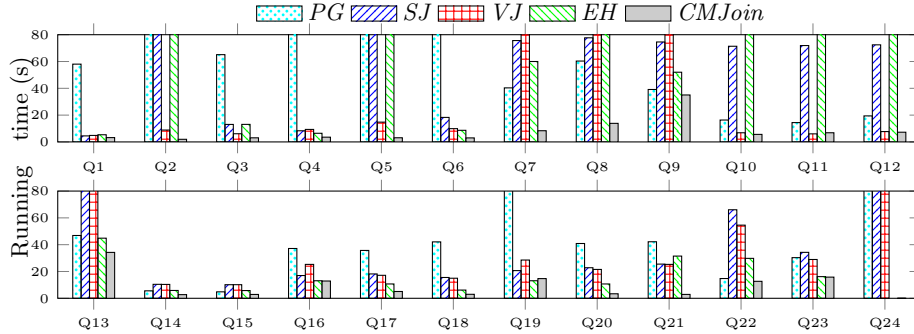 PG SJ VJ EH CMJoin
Running time (s)
80
60
40
20
0
Q1 Q2 Q3 Q4 Q5 Q6 Q7 Q8 Q9 Q10 Q11 Q12
80
60
40
20
0
Q13 Q14 Q15 Q16 Q17 Q18 Q19 Q20 Q21 Q22 Q23 Q24